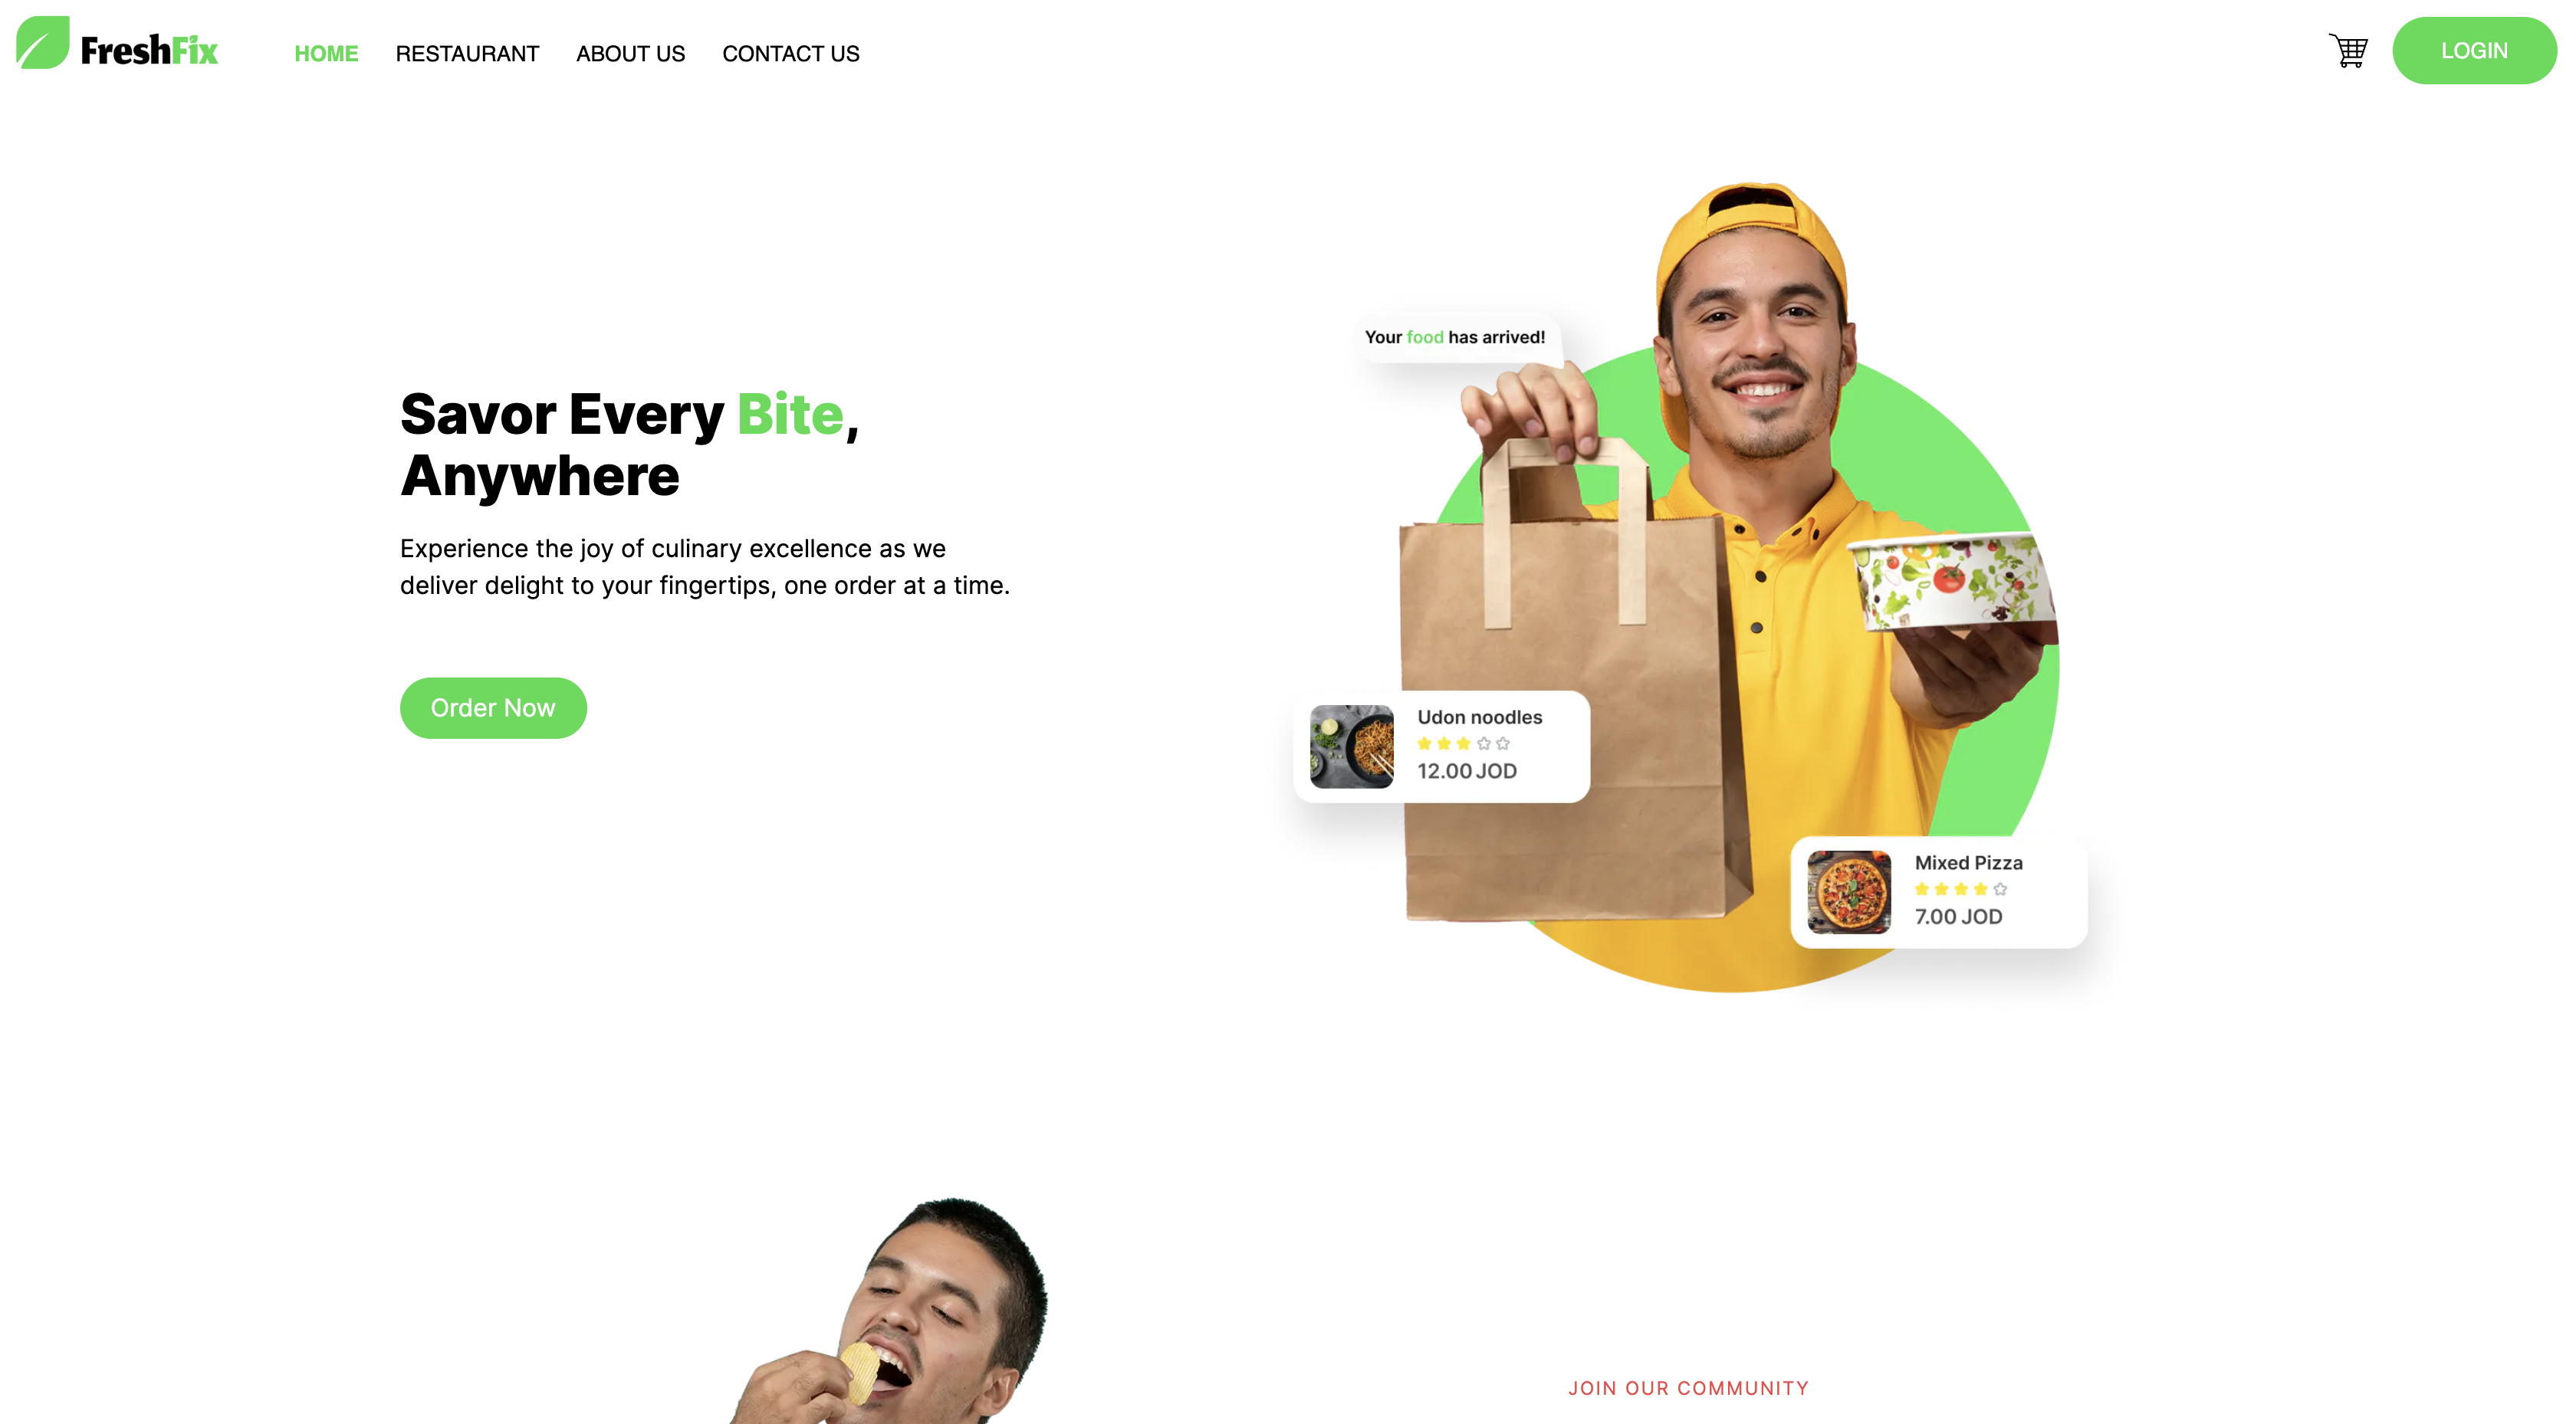 FreshFix
HOME
RESTAURANT
ABOUT US
CONTACT US
LOGIN
Your food has arrived!
Savor Every Bite,
Anywhere
Experience the joy of culinary excellence as we
deliver delight to your fingertips, one order at a time.
Order Now
Udon noodles
12.00 JOD
Mixed Pizza
7.00 JOD
JOIN OUR COMMUNITY